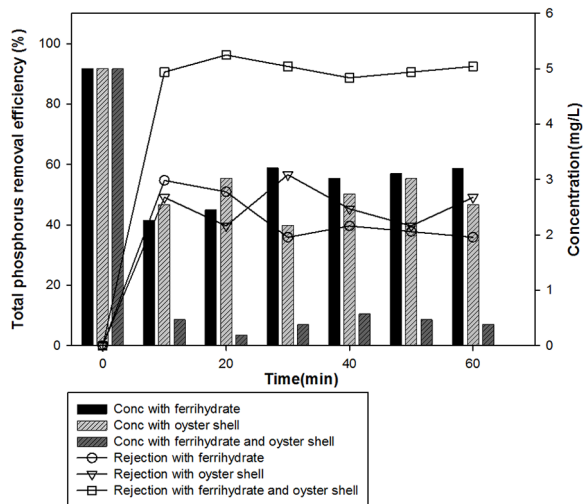 Total phosphorus removal efficiency (%)
100
80
60
40
20
0
6
5
4
3
2
1
0
Concentration(mg/L)
0
20
40
60
Time(min)
Conc with ferrihydrate
Conc with oyster shell
Conc with ferrihydrate and oyster shell
Rejection with ferrihydrate
Rejection with oyster shell
Rejection with ferrihydrate and oyster shell